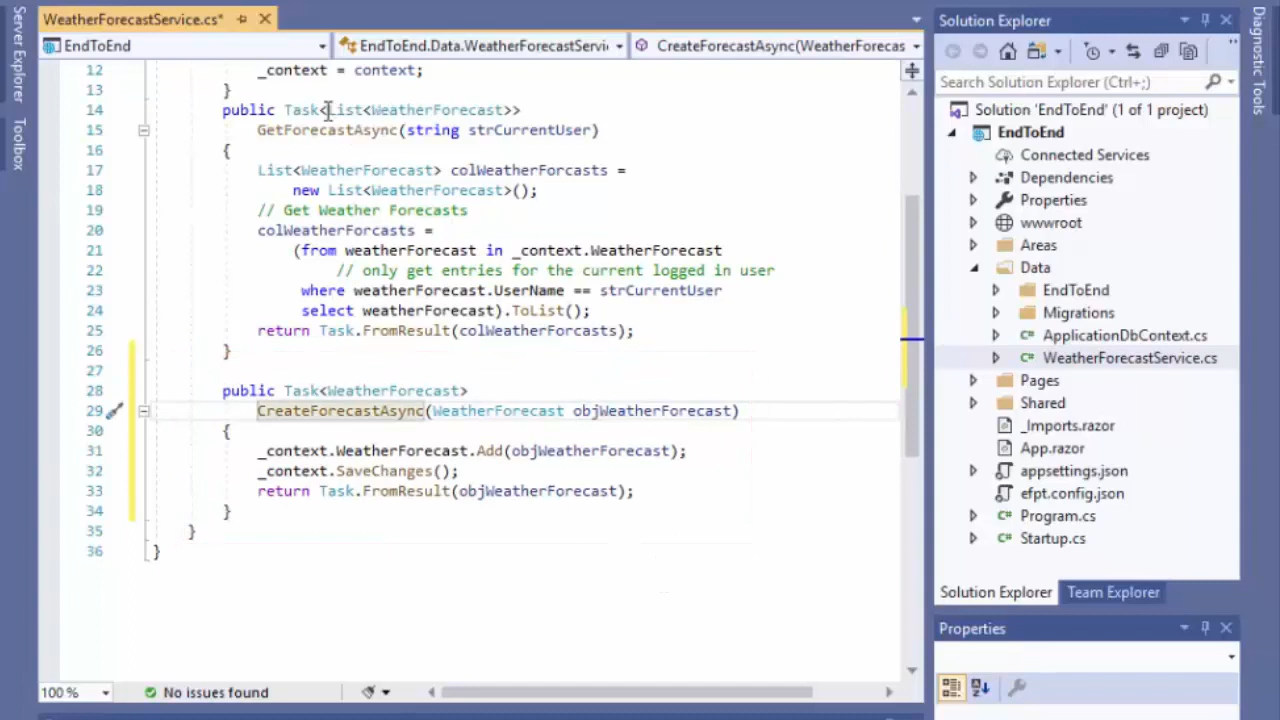 Server Explorer
Toolbox
WeatherForecastService.cs*
EndToEnd
EndToEnd.Data.WeatherForecastServi
CreateForecastAsync(WeatherForecas
12 _context = context;
13 }
14 public Task<List<WeatherForecast>>
15 GetForecastAsync(string strCurrentUser)
16 {
17 List<WeatherForecast> colWeatherForcasts =
18 new List<WeatherForecast>();
19 // Get Weather Forecasts
20 colWeatherForcasts =
21 (from weatherForecast in _context.WeatherForecast
22 // only get entries for the current logged in user
23 where weatherForecast.UserName == strCurrentUser
24 select weatherForecast).ToList();
25 return Task.FromResult(colWeatherForcasts);
26 }
27
28 public Task<WeatherForecast>
29 CreateForecastAsync(WeatherForecast objWeatherForecast)
30 {
31 _context.WeatherForecast.Add(objWeatherForecast);
32 _context.SaveChanges();
33 return Task.FromResult(objWeatherForecast);
34 }
35 }
36 }
100 %
No issues found
Solution Explorer
Search Solution Explorer (Ctrl+;)
Solution 'EndToEnd' (1 of 1 project)
EndToEnd
Connected Services
Dependencies
Properties
wwwroot
Areas
Data
EndToEnd
Migrations
C# ApplicationDbContext.cs
C# WeatherForecastService.cs
Pages
Shared
_Imports.razor
App.razor
appsettings.json
efpt.config.json
C# Program.cs
C# Startup.cs
Solution Explorer
Team Explorer
Properties
Diagnostic Tools